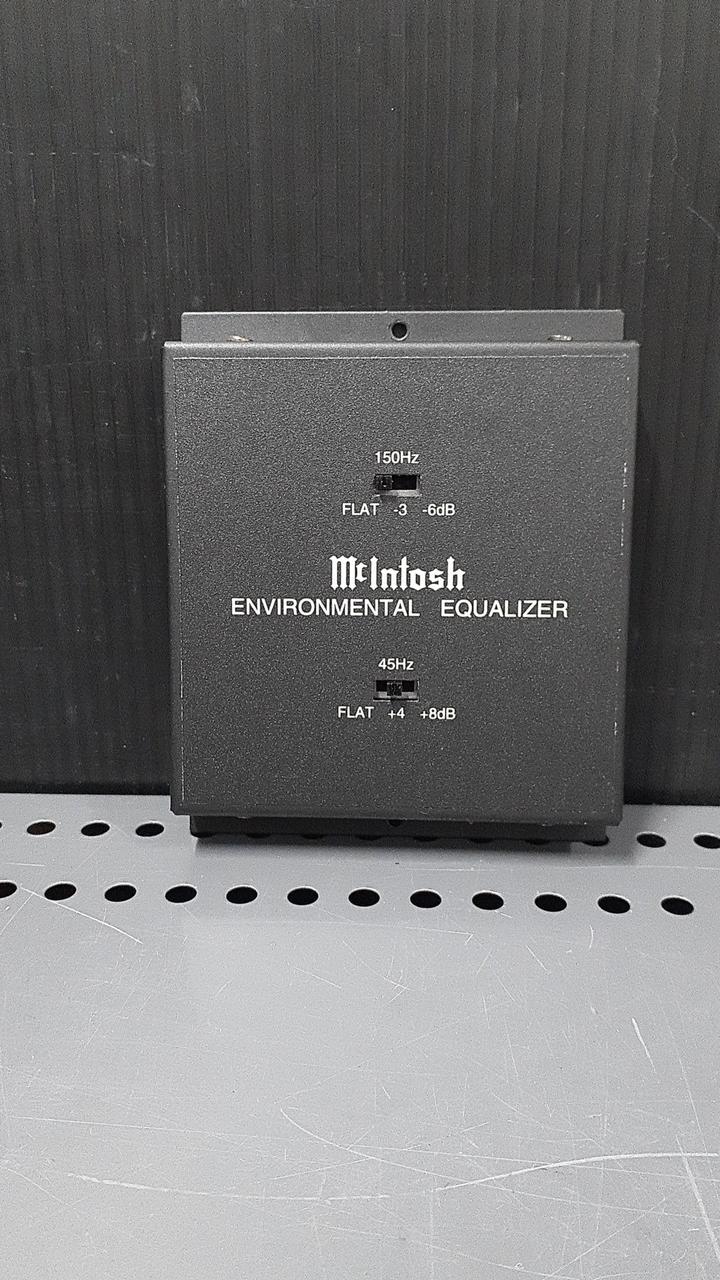 150Hz
FLAT -3 -6dB
McIntosh
ENVIRONMENTAL EQUALIZER
45Hz
FLAT +4 +8dB